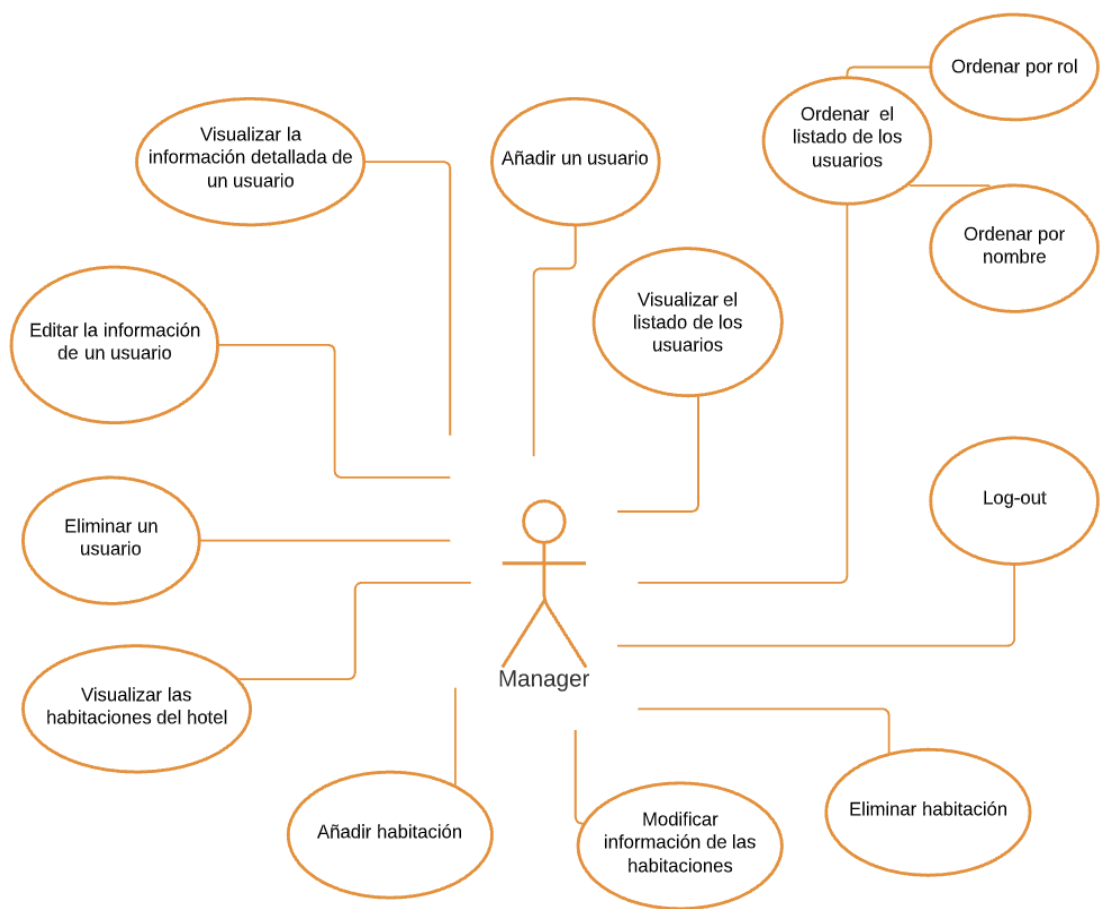 Ordenar por rol
Ordenar el
listado de los
usuarios
Visualizar la
información detallada de
un usuario
Añadir un usuario
Ordenar por
nombre
Visualizar el
listado de los
usuarios
Editar la información
de un usuario
Log-out
Eliminar un
usuario
Manager
Visualizar las
habitaciones del hotel
Añadir habitación
Modificar
información de las
habitaciones
Eliminar habitación